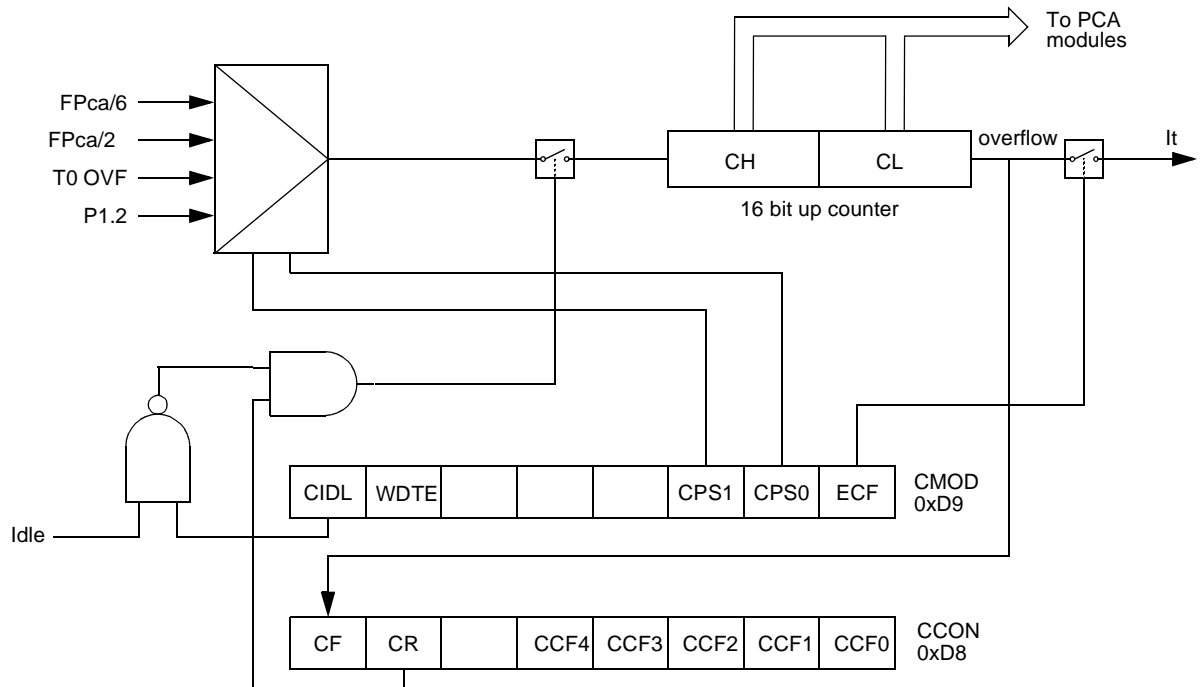 To PCA
modules
FPca/6
FPca/2
T0 OVF
P1.2
CH
CL
overflow
It
16 bit up counter
CIDL
WDTE
CPS1
CPS0
ECF
CMOD
0xD9
Idle
CF
CR
CCF4
CCF3
CCF2
CCF1
CCF0
CCON
0xD8